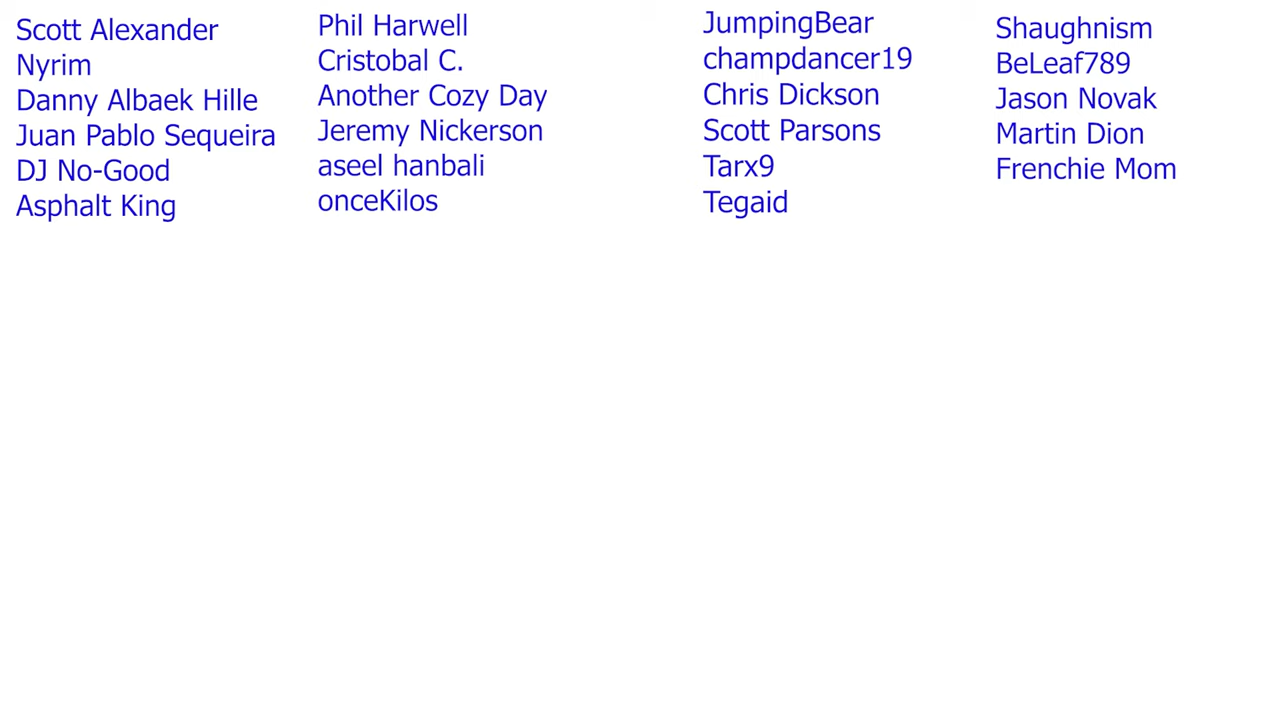 Scott Alexander
Nyrim
Danny Albaek Hille
Juan Pablo Sequeira
DJ No-Good
Asphalt King
Phil Harwell
Cristobal C.
Another Cozy Day
Jeremy Nickerson
aseel hanbali
onceKilos
JumpingBear
champdancer19
Chris Dickson
Scott Parsons
Tarx9
Tegaid
Shaughnism
BeLeaf789
Jason Novak
Martin Dion
Frenchie Mom